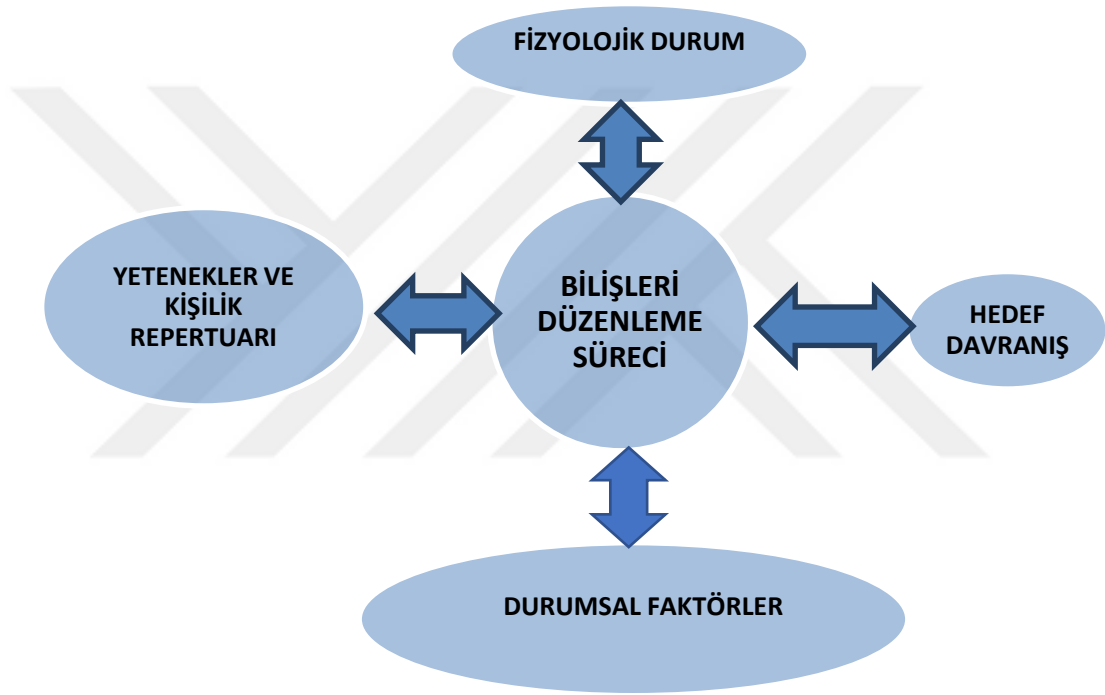 FİZYOLOJİK DURUM
YETENEKLER VE
KİŞİLİK
REPERTUARI
BİLİŞLERİ
DÜZENLEME
SÜRECİ
HEDEF
DAVRANIŞ
DURUMSAL FAKTÖRLER